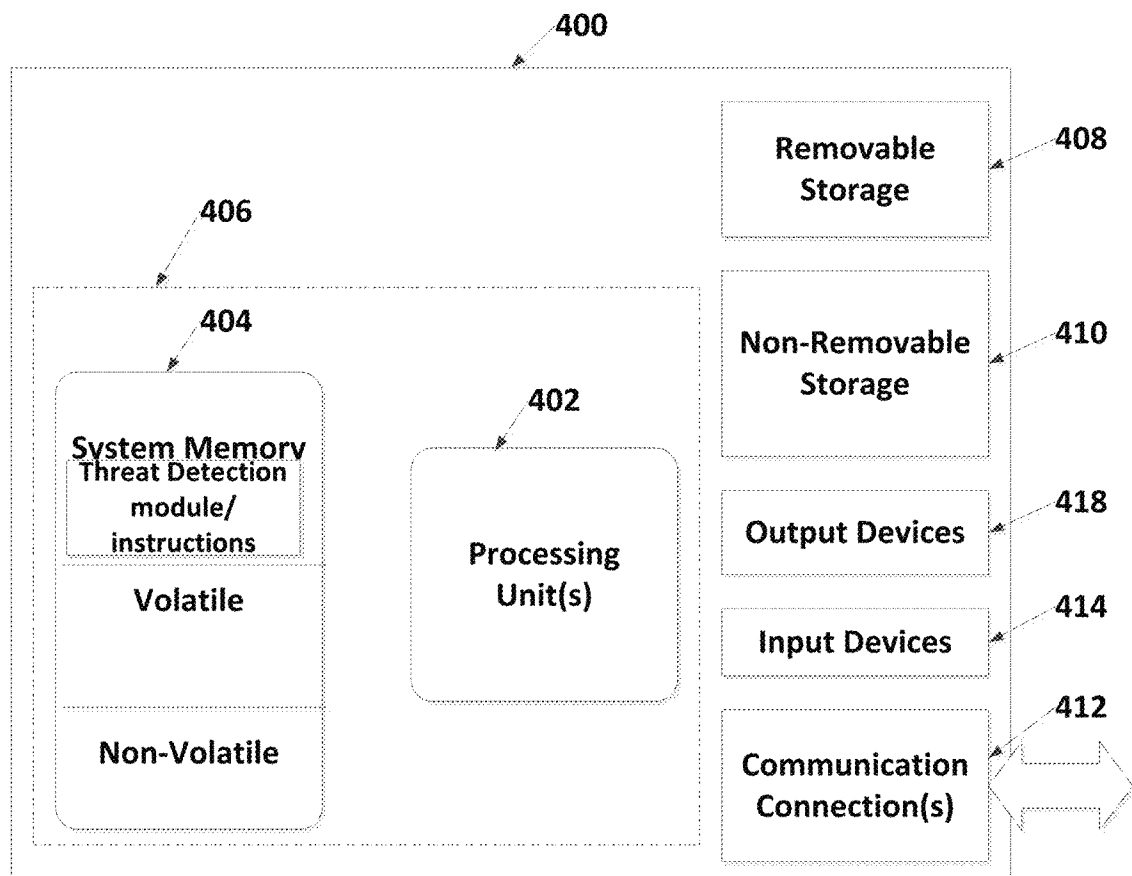 400
Removable
Storage
408
406
404
Non-Removable
Storage
410
402
System Memory
Threat Detection
module/
instructions
Processing
Unit(s)
Output Devices
418
Volatile
Input Devices
414
Non-Volatile
Communication
Connection(s)
412